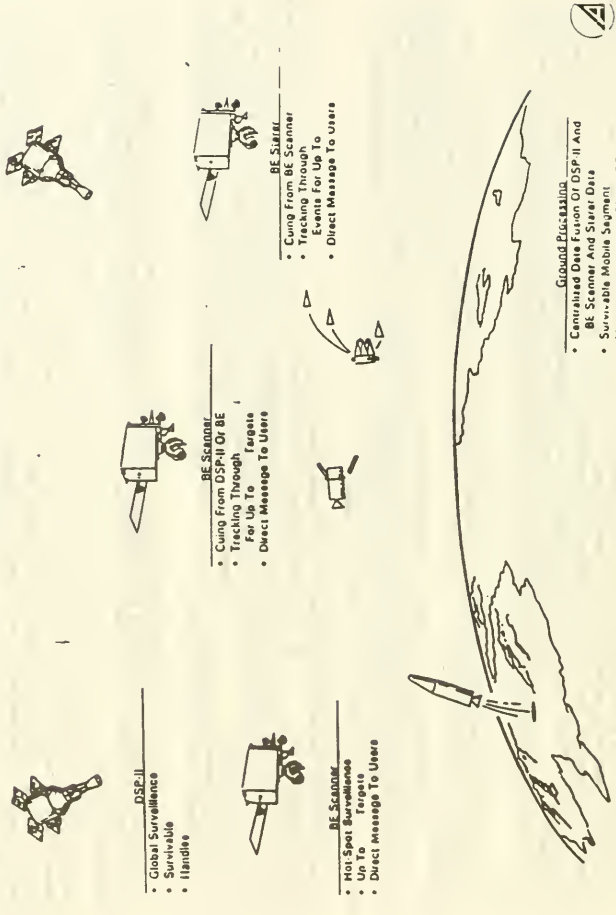 DSP-II
• Global Surveillance
• Survivable
• Handles
BE Scanner
• Hot-Spot Surveillance
• Up To Targets
• Direct Message To Users
BE Scanner
• Cuing From DSP-II Or BE
• Tracking Through
For Up To Targets
• Direct Message To Users
BE Starer
• Cuing From BE Scanner
• Tracking Through
Events For Up To
• Direct Message To Users
Ground Processing
• Centralized Data Fusion Of DSP-II And
BE Scanner And Starer Data
• Survivable Mobile Segment